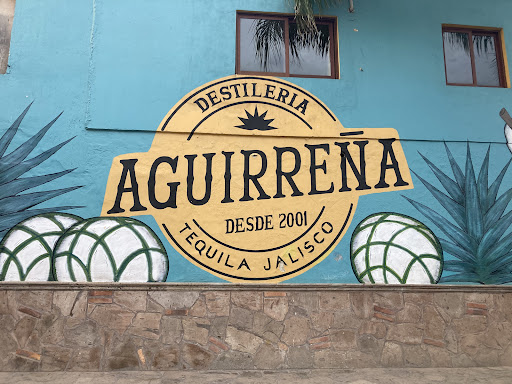 DESTILERIA
AGUIRREÑA
DESDE 2001
TEQUILA JALISCO